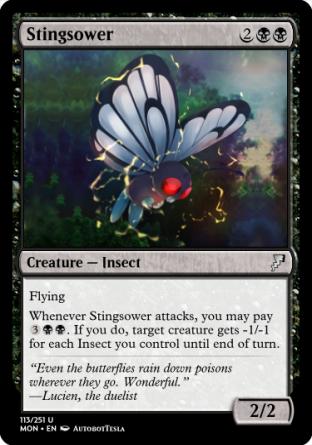 Stingsower 2
Creature — Insect
Flying
Whenever Stingsower attacks, you may pay
3. If you do, target creature gets -1/-1
for each Insect you control until end of turn.
“Even the butterflies rain down poisons
wherever they go. Wonderful.”
—Lucien, the duelist
2/2
113/251 U
MON • EN AutobotTesla